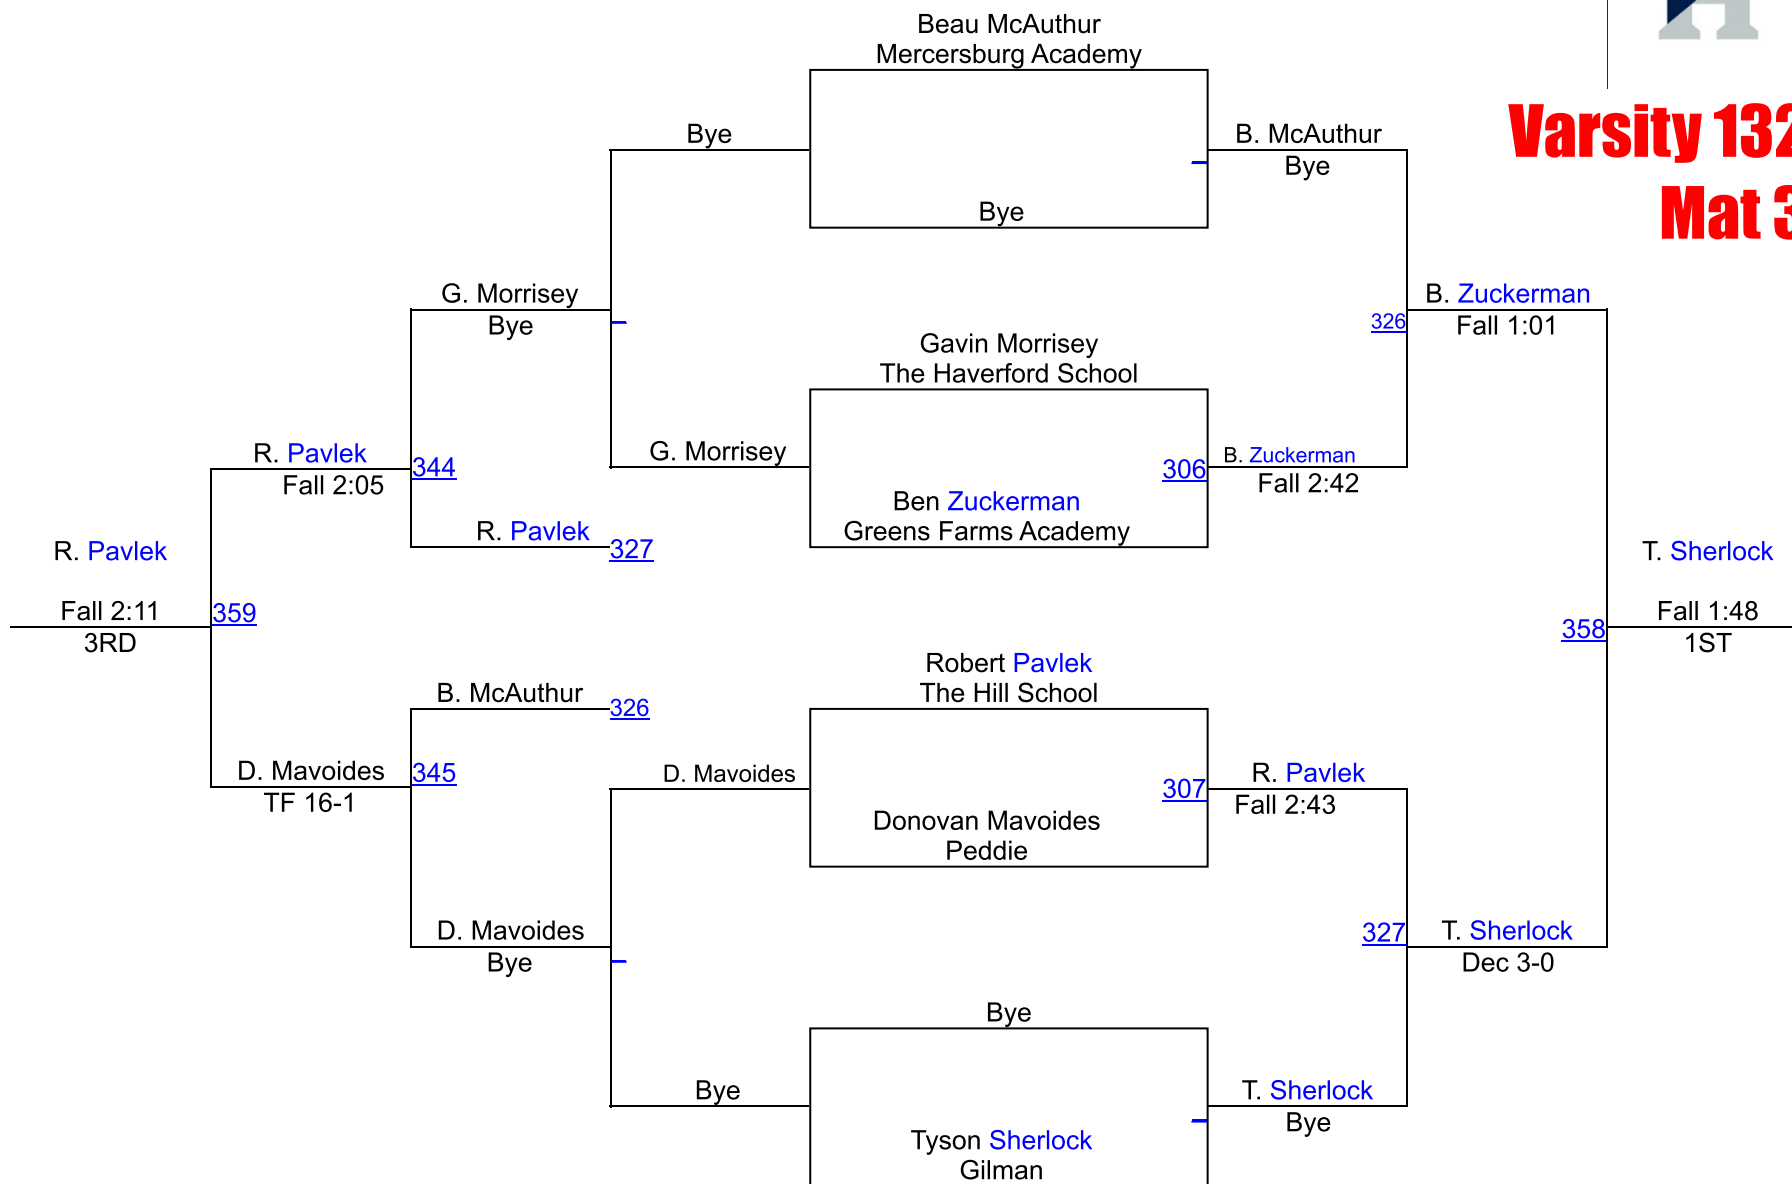 Beau McAuthur
Mercersburg Academy
Bye
B. McAuthur
Bye
Bye
Varsity 132
Mat 3
G. Morrisey
Bye
B. Zuckerman
326
Fall 1:01
Gavin Morrisey
The Haverford School
R. Pavlek
344
Fall 2:05
G. Morrisey
306
B. Zuckerman
Fall 2:42
Ben Zuckerman
Greens Farms Academy
R. Pavlek
327
R. Pavlek
T. Sherlock
Fall 2:11
359
3RD
358
Fall 1:48
1ST
Robert Pavlek
The Hill School
B. McAuthur
326
D. Mavoides
345
TF 16-1
D. Mavoides
307
R. Pavlek
Fall 2:43
Donovan Mavoides
Peddie
D. Mavoides
Bye
327
T. Sherlock
Dec 3-0
Bye
Bye
T. Sherlock
Bye
Tyson Sherlock
Gilman